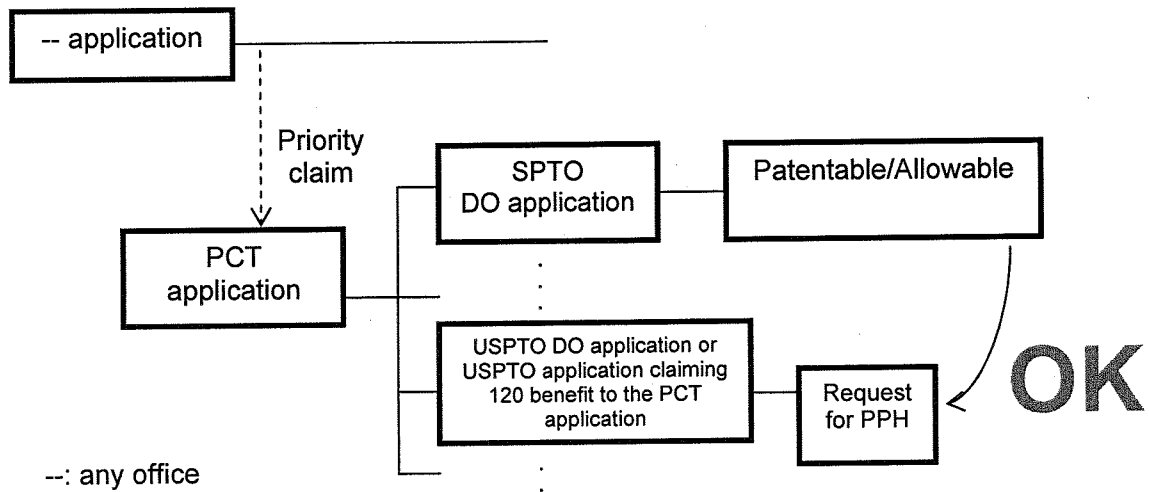 -- application
Priority
claim
PCT
application
SPTO
DO application
Patentable/Allowable
USPTO DO application or
USPTO application claiming
120 benefit to the PCT
application
Request
for PPH
OK
--: any office